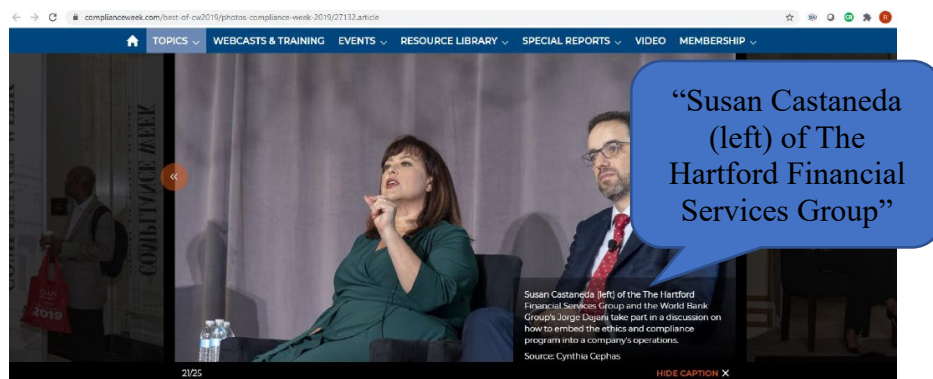 complianceweek.com/best-of-cw2019/photos-compliance-week-2019/27132.article
TOPICS WEBCASTS & TRAINING EVENTS RESOURCE LIBRARY SPECIAL REPORTS VIDEO MEMBERSHIP
COMPLIANCE WEEK
2019
“Susan Castaneda
(left) of The
Hartford Financial
Services Group”
Susan Castaneda (left) of the The Hartford
Financial Services Group and the World Bank
Group's Jorge Dajani take part in a discussion on
how to embed the ethics and compliance
program into a company's operations.
Source: Cynthia Cephas
21/25
HIDE CAPTION X